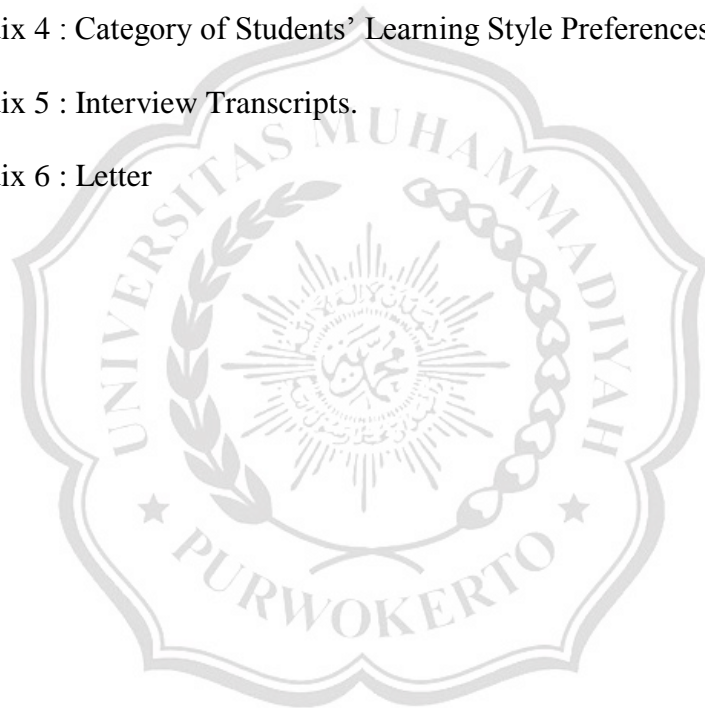 ix 4 : Category of Students’ Learning Style Preferences
ix 5 : Interview Transcripts.
ix 6 : Letter
UNIVERSITAS MUHAMMADIYAH
PURWOKERTO